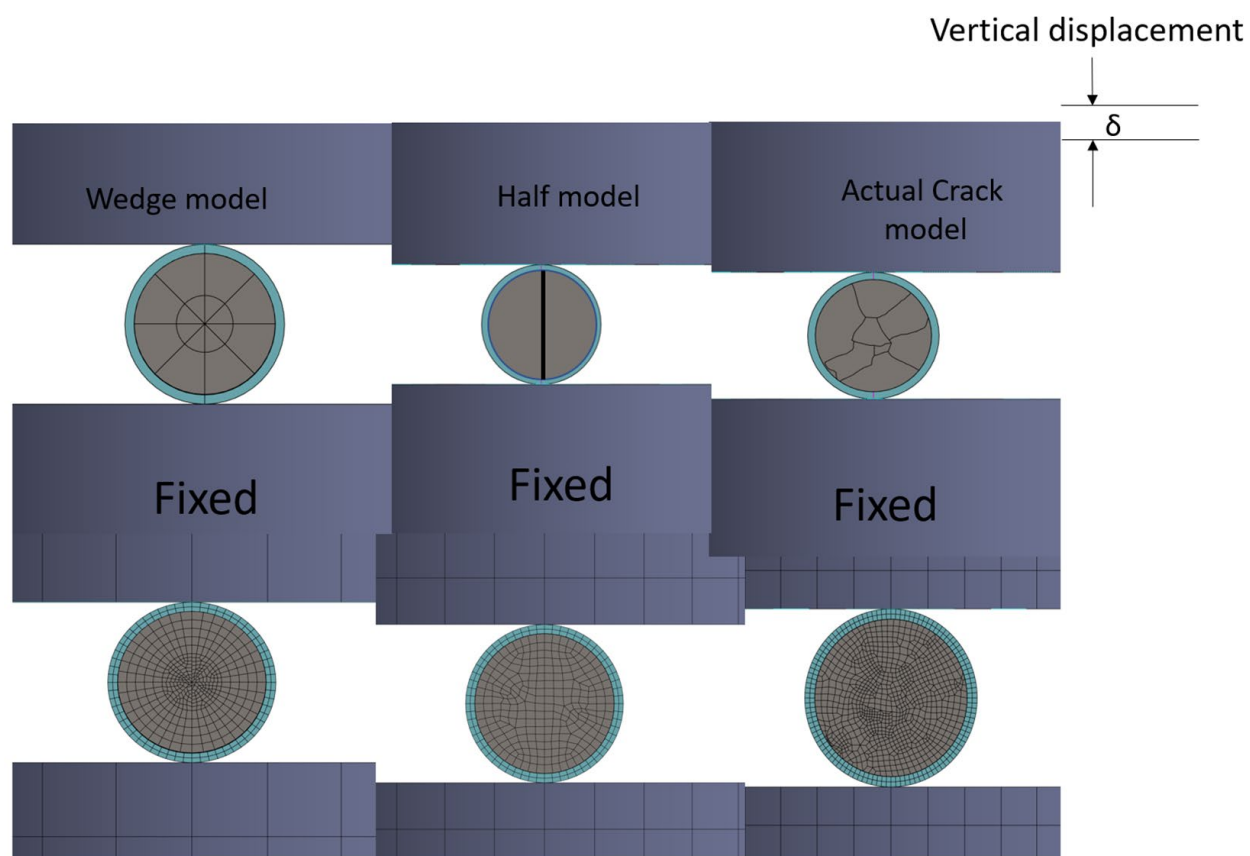 Vertical displacement
δ
Wedge model
Half model
Actual Crack
model
Fixed
Fixed
Fixed